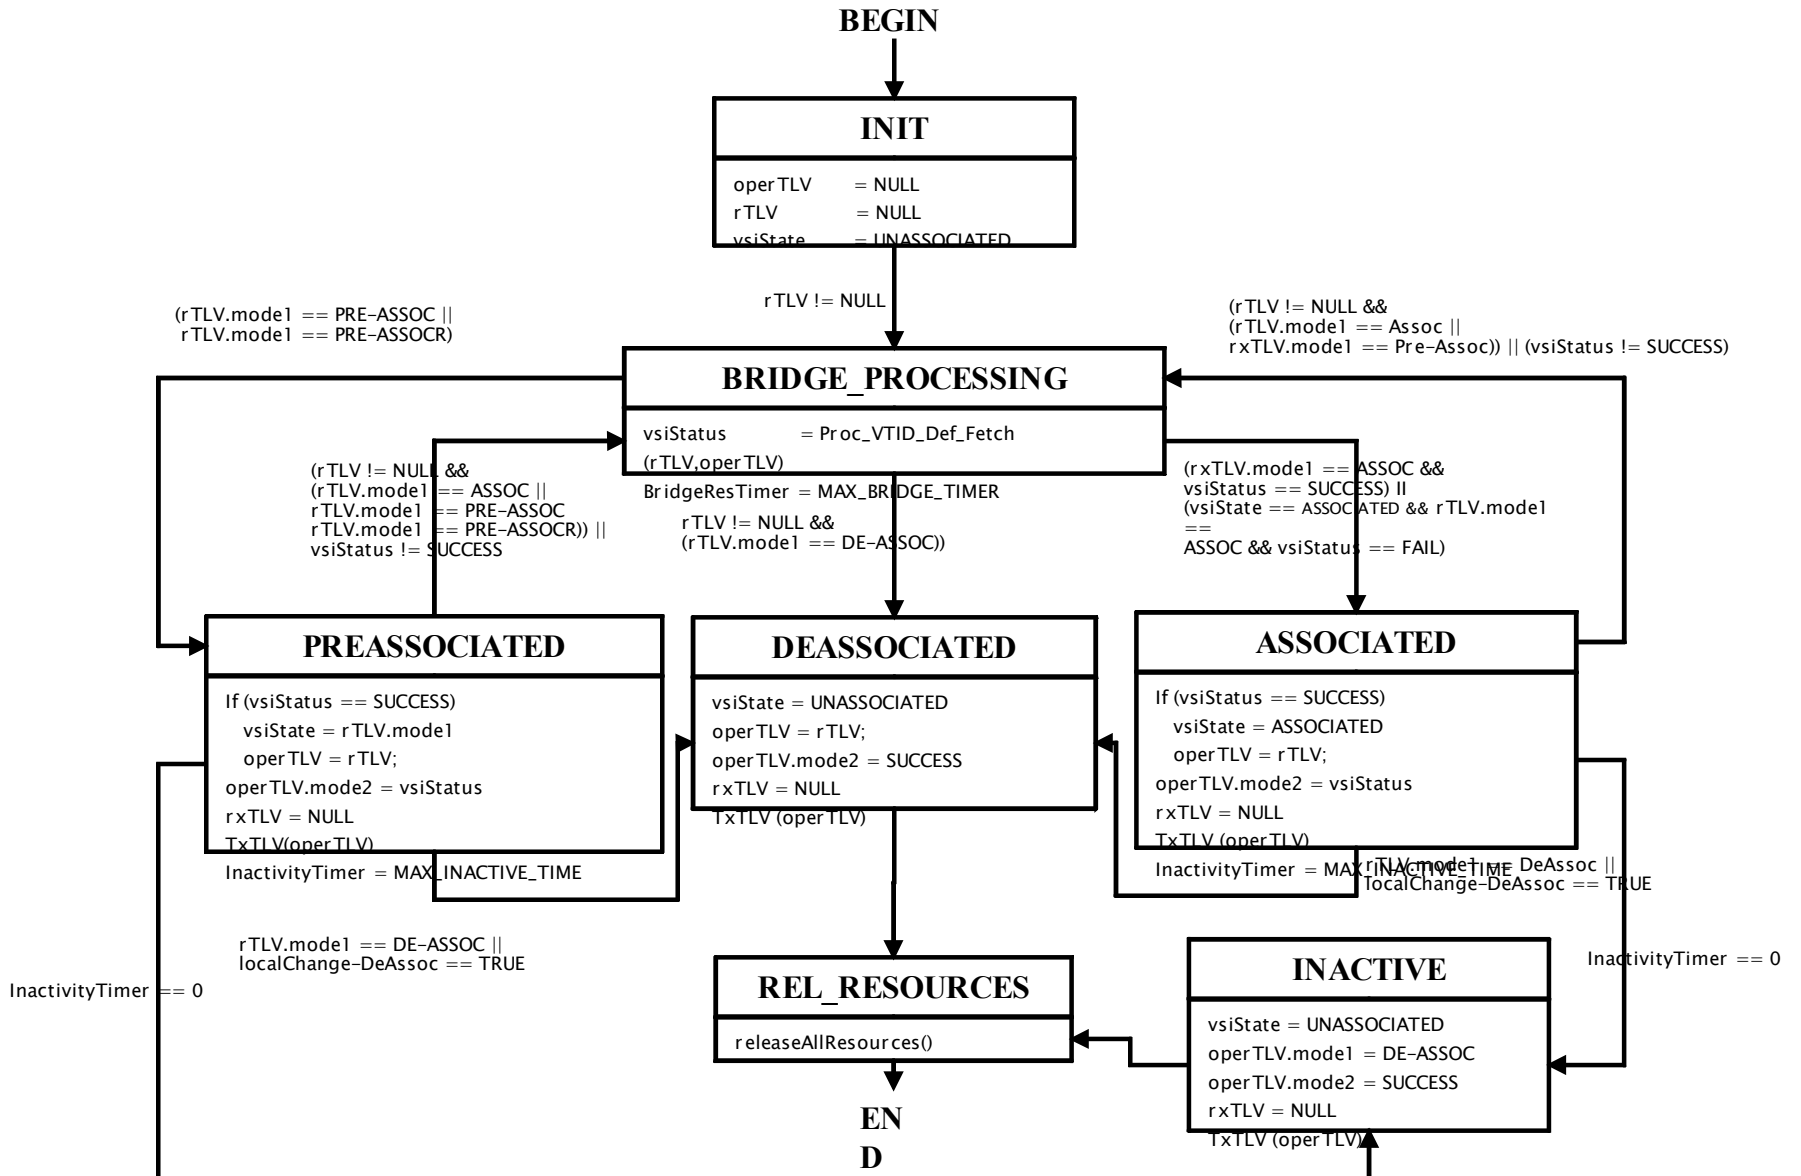 BEGIN
INIT
operTLV = NULL
rTLV = NULL
vsiState = UNASSOCIATED
rTLV != NULL
(rTLV.mode1 == PRE-ASSOC ||
rTLV.mode1 == PRE-ASSOCR)
(rTLV != NULL &&
(rTLV.mode1 == Assoc ||
rxTLV.mode1 == Pre-Assoc)) || (vsiStatus != SUCCESS)
BRIDGE_PROCESSING
vsiStatus = Proc_VTID_Def_Fetch
(rTLV,operTLV)
BridgeResTimer = MAX_BRIDGE_TIMER
(rTLV != NULL &&
(rTLV.mode1 == ASSOC ||
rTLV.mode1 == PRE-ASSOC
rTLV.mode1 == PRE-ASSOCR)) ||
vsiStatus != SUCCESS
rTLV != NULL &&
(rTLV.mode1 == DE-ASSOC))
(rxTLV.mode1 == ASSOC &&
vsiStatus == SUCCESS) II
(vsiState == ASSOCIATED && rTLV.mode1
==
ASSOC && vsiStatus == FAIL)
PREASSOCIATED
If (vsiStatus == SUCCESS)
vsiState = rTLV.mode1
operTLV = rTLV;
operTLV.mode2 = vsiStatus
rxTLV = NULL
TxTLV(operTLV)
InactivityTimer = MAX_INACTIVE_TIME
DEASSOCIATED
vsiState = UNASSOCIATED
operTLV = rTLV;
operTLV.mode2 = SUCCESS
rxTLV = NULL
TxTLV (operTLV)
ASSOCIATED
If (vsiStatus == SUCCESS)
vsiState = ASSOCIATED
operTLV = rTLV;
operTLV.mode2 = vsiStatus
rxTLV = NULL
TxTLV (operTLV)
InactivityTimer = MAX_INACTIVE_TIME
rTLV.mode1 == DeAssoc ||
localChange-DeAssoc == TRUE
rTLV.mode1 == DE-ASSOC ||
localChange-DeAssoc == TRUE
InactivityTimer == 0
InactivityTimer == 0
REL_RESOURCES
releaseAllResources()
INACTIVE
vsiState = UNASSOCIATED
operTLV.mode1 = DE-ASSOC
operTLV.mode2 = SUCCESS
rxTLV = NULL
TxTLV (operTLV)
EN
D